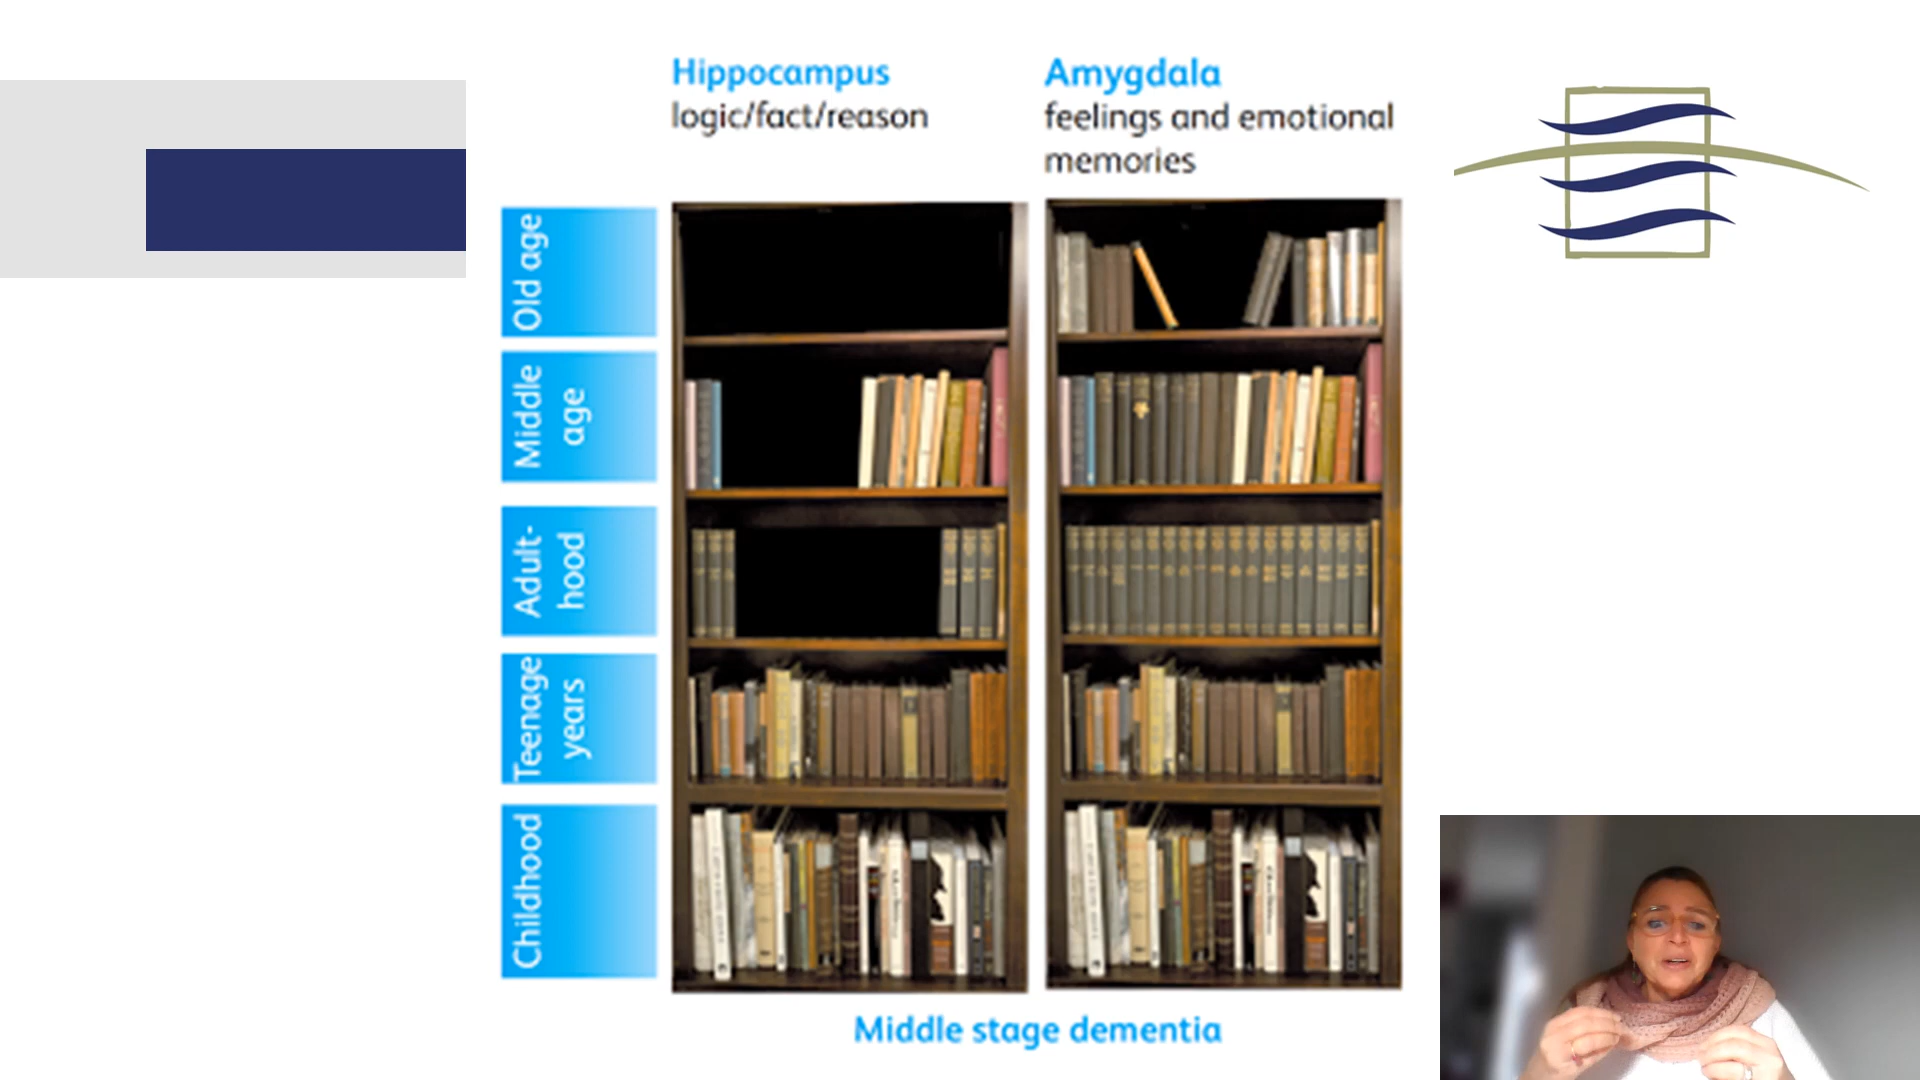 Hippocampus
logic/fact/reason
Amygdala
feelings and emotional
memories
Old age
Middle
age
Adult-
hood
Teenage
years
Childhood
Middle stage dementia